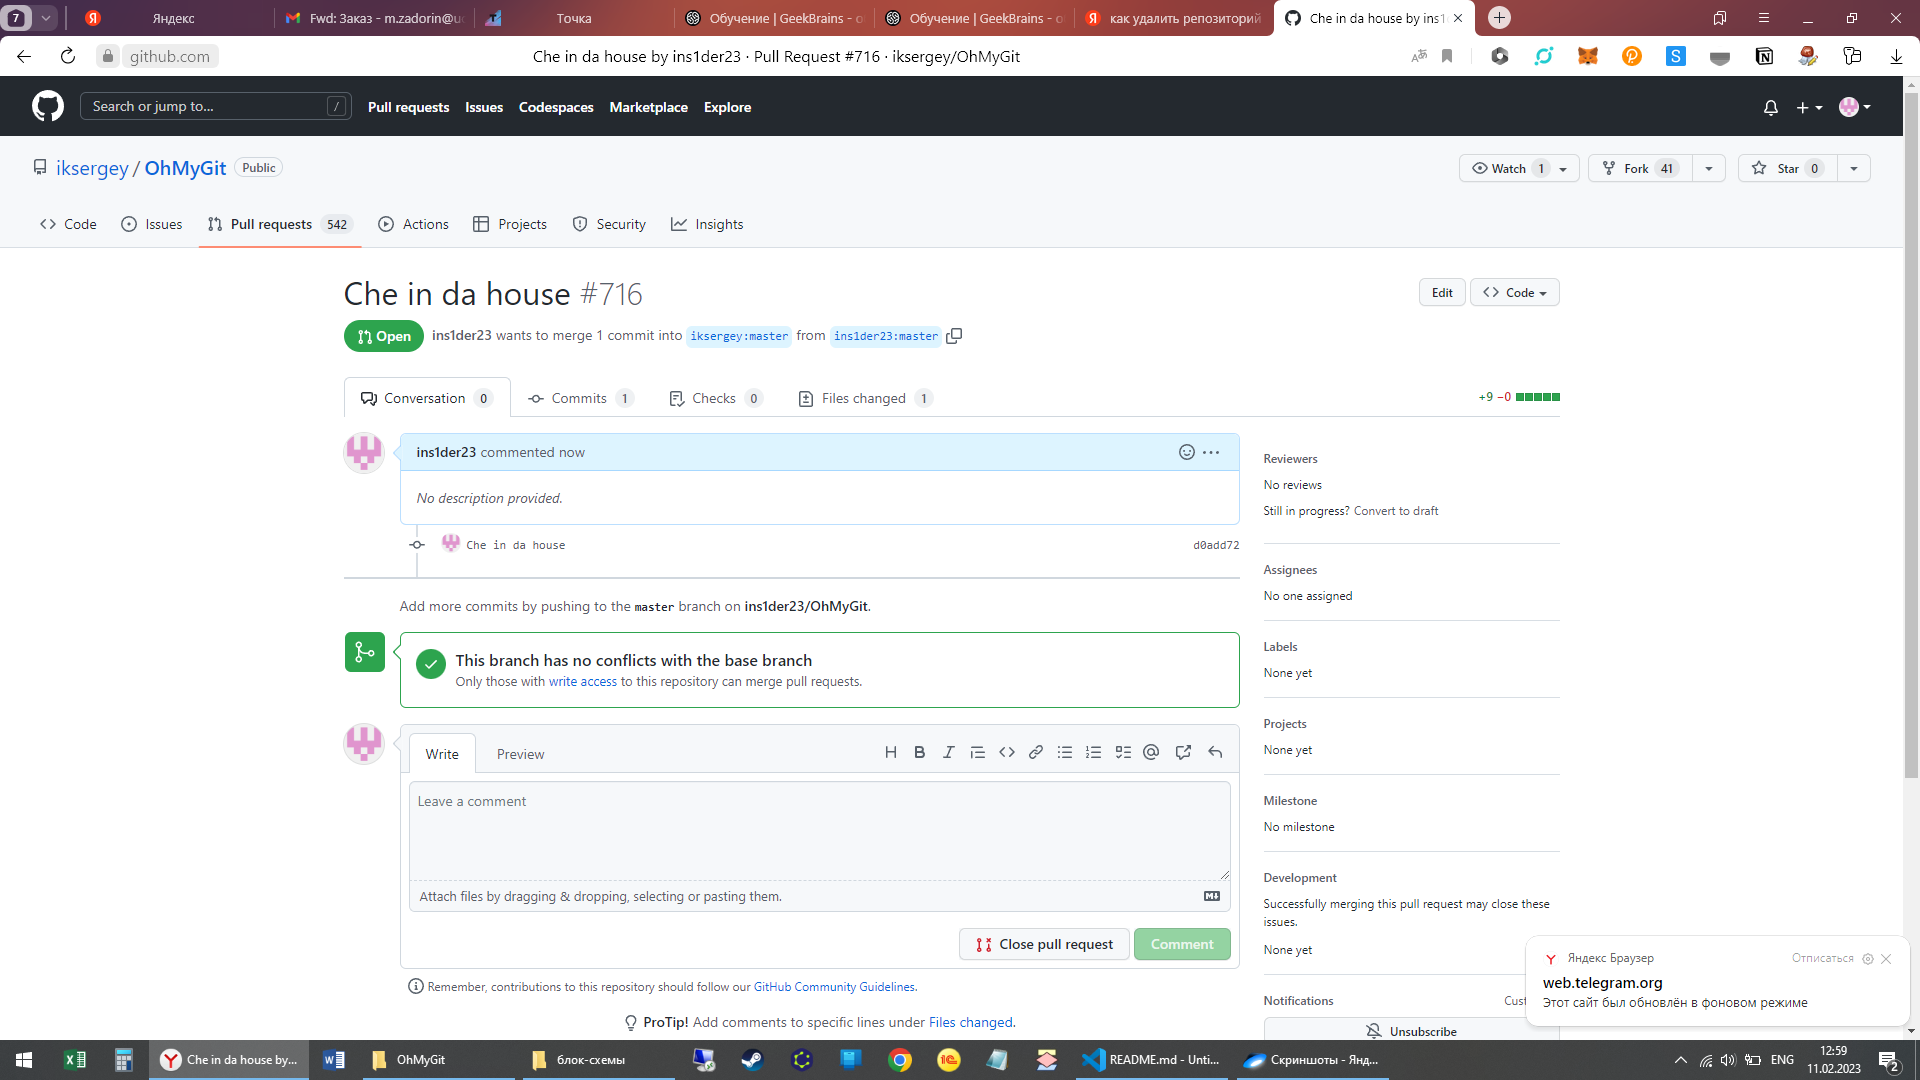 7
Яндекс
Fwd: Заказ - m.zadorin@u
Точка
Обучение | GeekBrains - о
Обучение | GeekBrains - о
как удалить репозиторий
Che in da house by ins1
github.com
Che in da house by ins1der23 · Pull Request #716 · iksergey/OhMyGit
Search or jump to... /
Pull requests Issues Codespaces Marketplace Explore
iksergey / OhMyGit Public
Watch 1 Fork 41 Star 0
Code Issues Pull requests 542 Actions Projects Security Insights
Che in da house #716
Edit Code
Open ins1der23 wants to merge 1 commit into iksergey:master from ins1der23:master
Conversation 0 Commits 1 Checks 0 Files changed 1
+9 −0
ins1der23 commented now
No description provided.
Che in da house d0add72
Add more commits by pushing to the master branch on ins1der23/OhMyGit.
This branch has no conflicts with the base branch
Only those with write access to this repository can merge pull requests.
Write Preview
Leave a comment
Attach files by dragging & dropping, selecting or pasting them.
Close pull request Comment
Remember, contributions to this repository should follow our GitHub Community Guidelines.
ProTip! Add comments to specific lines under Files changed.
Reviewers
No reviews
Still in progress? Convert to draft
Assignees
No one assigned
Labels
None yet
Projects
None yet
Milestone
No milestone
Development
Successfully merging this pull request may close these
issues.
None yet
Notifications Cust
Unsubscribe
Яндекс Браузер Отписаться
web.telegram.org
Этот сайт был обновлён в фоновом режиме
Che in da house by...
OhMyGit
блок-схемы
README.md - Unti...
Скриншоты - Янд...
ENG
12:59
11.02.2023
2